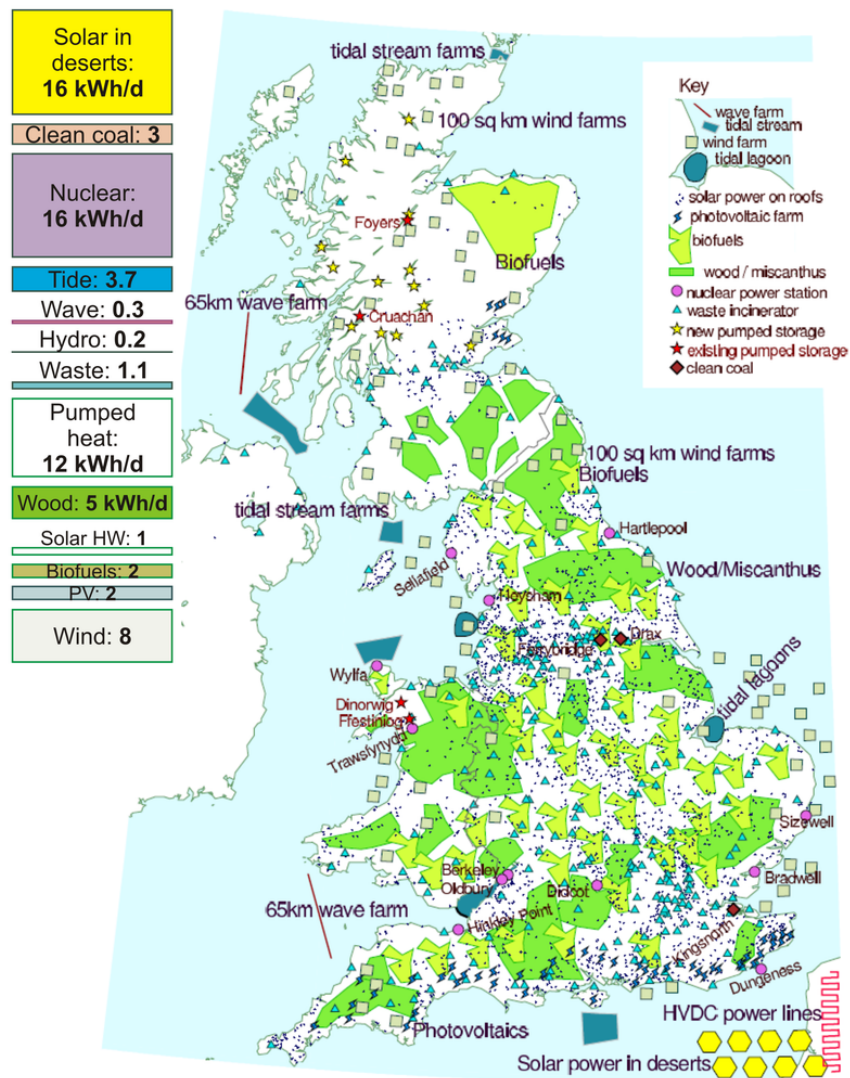 Solar in
deserts:
16 kWh/d
Clean coal: 3
Nuclear:
16 kWh/d
Tide: 3.7
Wave: 0.3
Hydro: 0.2
Waste: 1.1
Pumped
heat:
12 kWh/d
Wood: 5 kWh/d
Solar HW: 1
Biofuels: 2
PV: 2
Wind: 8
tidal stream farms
100 sq km wind farms
Foyers
Biofuels
65km wave farm
Cruachan
100 sq km wind farms
Biofuels
tidal stream farms
Hartlepool
Sellafield
Wood/Miscanthus
Heysham
Ferrybridge
Drax
Wylfa
tidal lagoons
Dinorwig
Ffestiniog
Trawsfynydd
Sizewell
Berkeley
Oldbury
Didcot
Bradwell
65km wave farm
Hinkley Point
Kingsnorth
Dungeness
HVDC power lines
Photovoltaics
Solar power in deserts
Key
wave farm
tidal stream
wind farm
tidal lagoon
solar power on roofs
photovoltaic farm
biofuels
wood / miscanthus
nuclear power station
waste incinerator
new pumped storage
existing pumped storage
clean coal